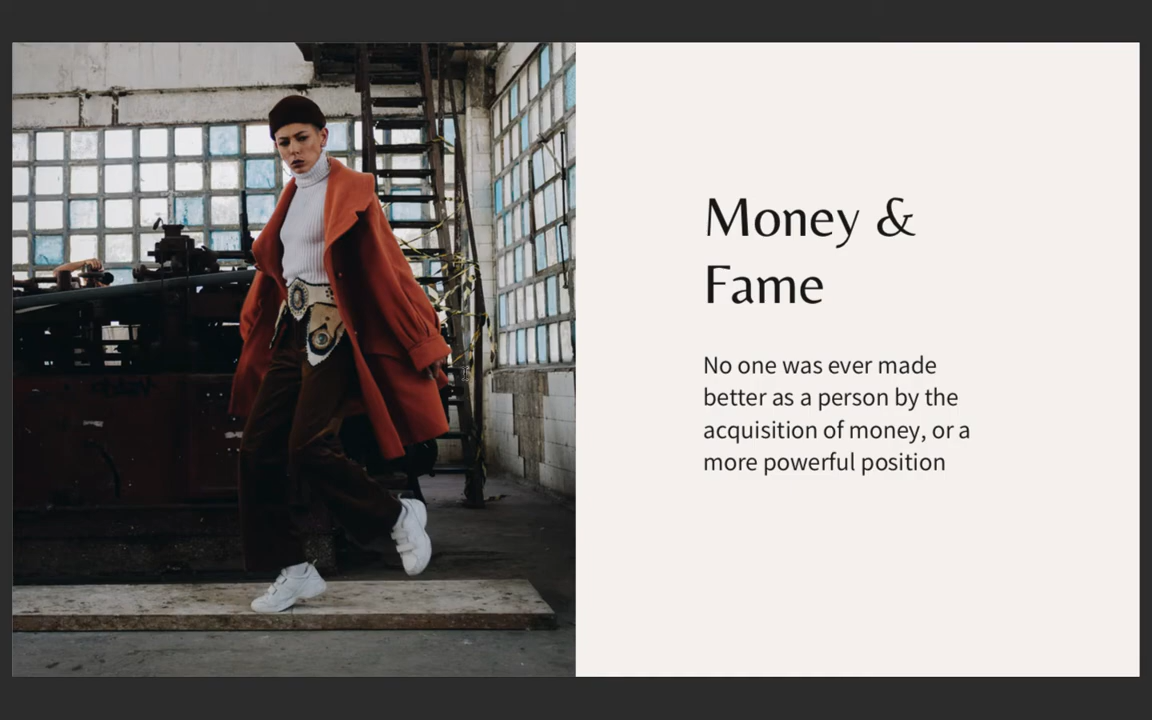 Money &
Fame
No one was ever made
better as a person by the
acquisition of money, or a
more powerful position